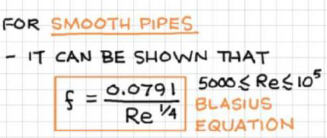 FOR SMOOTH PIPES
- IT CAN BE SHOWN THAT
f = 0.0791 / Re^1/4 5000 ≤ Re ≤ 10^5
BLASIUS
EQUATION